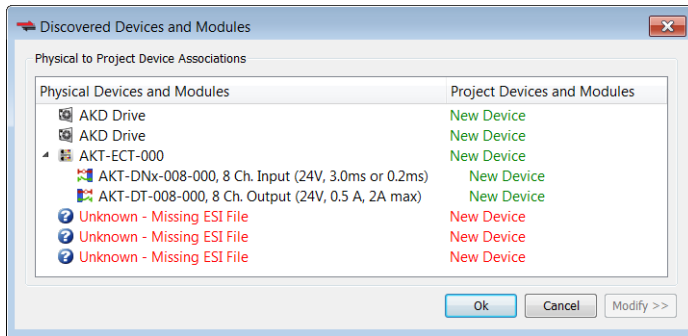 Discovered Devices and Modules
Physical to Project Device Associations
Physical Devices and Modules Project Devices and Modules
AKD Drive New Device
AKD Drive New Device
AKT-ECT-000 New Device
AKT-DNx-008-000, 8 Ch. Input (24V, 3.0ms or 0.2ms) New Device
AKT-DT-008-000, 8 Ch. Output (24V, 0.5 A, 2A max) New Device
Unknown - Missing ESI File New Device
Unknown - Missing ESI File New Device
Unknown - Missing ESI File New Device
Ok Cancel Modify >>